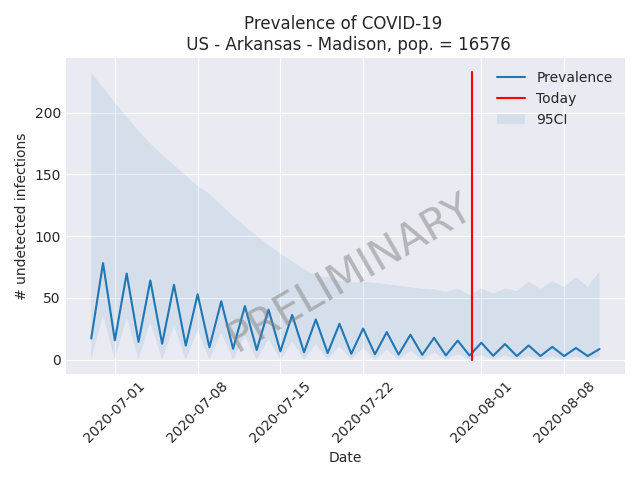 Prevalence of COVID-19
US - Arkansas - Madison, pop. = 16576
Prevalence
Today
95CI
200
150
100
50
0
# undetected infections
PRELIMINARY
2020-07-01
2020-07-08
2020-07-15
2020-07-22
2020-08-01
2020-08-08
Date